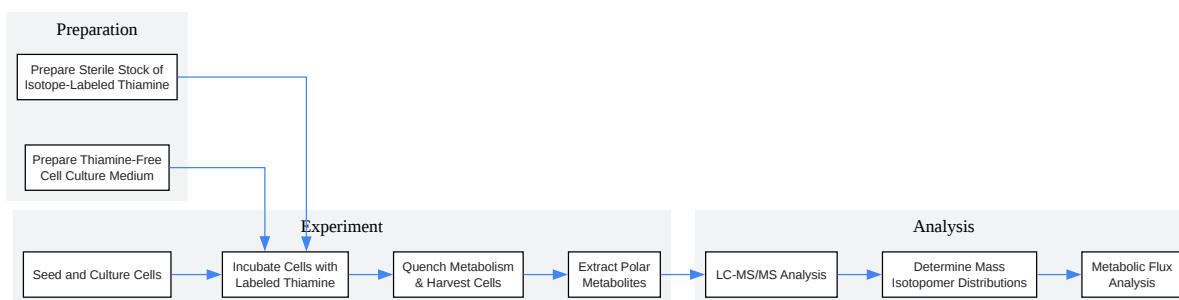 Preparation
Prepare Sterile Stock of
Isotope-Labeled Thiamine
Prepare Thiamine-Free
Cell Culture Medium
Experiment
Seed and Culture Cells
Incubate Cells with
Labeled Thiamine
Quench Metabolism
& Harvest Cells
Extract Polar
Metabolites
Analysis
LC-MS/MS Analysis
Determine Mass
Isotopomer Distributions
Metabolic Flux
Analysis